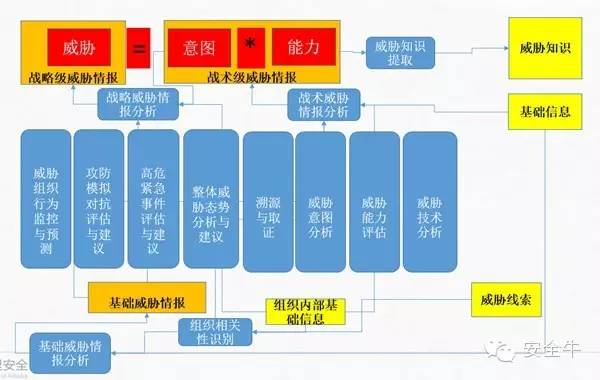 威胁
=
意图
*
能力
战略级威胁情报
战术级威胁情报
威胁知识
提取
威胁知识
战略威胁情
报分析
战术威胁
情报分析
基础信息
威胁
组织
行为
监控
与预
测
攻防
模拟
对抗
评估
与建
议
高危
紧急
事件
评估
与建
议
整体威
胁态势
分析与
建议
溯源
与取
证
威胁
意图
分析
威胁
能力
评估
威胁
技术
分析
基础威胁情报
组织内部基
础信息
威胁线索
组织相关
性识别
基础威胁情
报分析
安全
安全牛